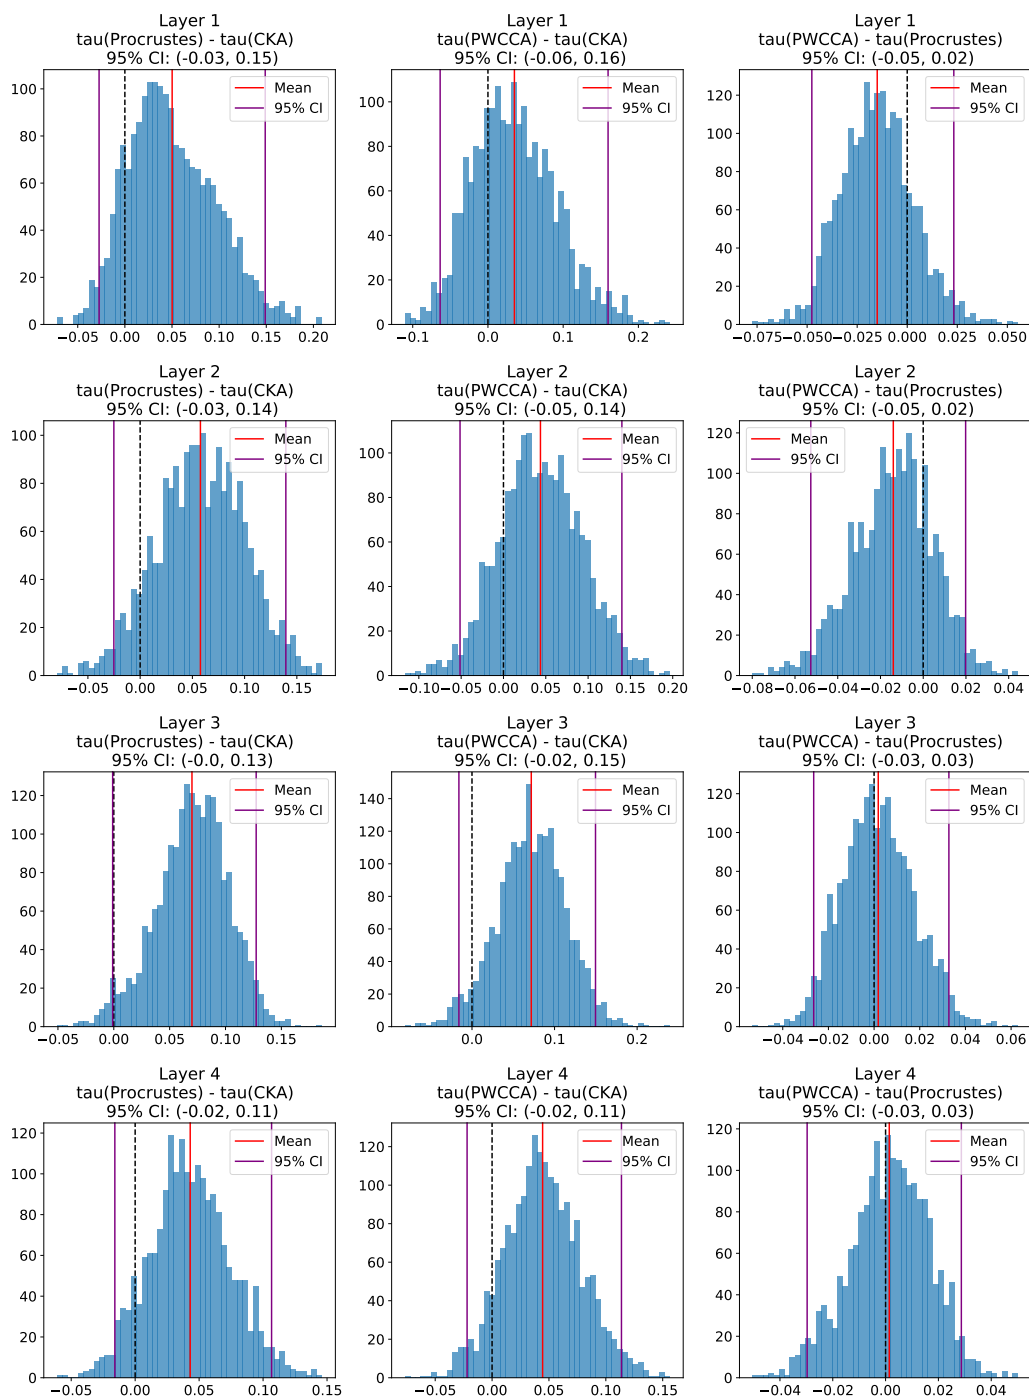 Layer 1
tau(Procrustes) - tau(CKA)
95% CI: (-0.03, 0.15)
Mean
95% CI
100
80
60
40
20
0
−0.05 0.00 0.05 0.10 0.15 0.20
Layer 1
tau(PWCCA) - tau(CKA)
95% CI: (-0.06, 0.16)
Mean
95% CI
100
80
60
40
20
0
−0.1 0.0 0.1 0.2
Layer 1
tau(PWCCA) - tau(Procrustes)
95% CI: (-0.05, 0.02)
Mean
95% CI
120
100
80
60
40
20
0
−0.075 −0.050 −0.025 0.000 0.025 0.050
Layer 2
tau(Procrustes) - tau(CKA)
95% CI: (-0.03, 0.14)
Mean
95% CI
100
80
60
40
20
0
−0.05 0.00 0.05 0.10 0.15
Layer 2
tau(PWCCA) - tau(CKA)
95% CI: (-0.05, 0.14)
Mean
95% CI
100
80
60
40
20
0
−0.10 −0.05 0.00 0.05 0.10 0.15 0.20
Layer 2
tau(PWCCA) - tau(Procrustes)
95% CI: (-0.05, 0.02)
Mean
95% CI
120
100
80
60
40
20
0
−0.08 −0.06 −0.04 −0.02 0.00 0.02 0.04
Layer 3
tau(Procrustes) - tau(CKA)
95% CI: (-0.0, 0.13)
Mean
95% CI
120
100
80
60
40
20
0
−0.05 0.00 0.05 0.10 0.15
Layer 3
tau(PWCCA) - tau(CKA)
95% CI: (-0.02, 0.15)
Mean
95% CI
140
120
100
80
60
40
20
0
0.0 0.1 0.2
Layer 3
tau(PWCCA) - tau(Procrustes)
95% CI: (-0.03, 0.03)
Mean
95% CI
120
100
80
60
40
20
0
−0.04 −0.02 0.00 0.02 0.04 0.06
Layer 4
tau(Procrustes) - tau(CKA)
95% CI: (-0.02, 0.11)
Mean
95% CI
120
100
80
60
40
20
0
−0.05 0.00 0.05 0.10 0.15
Layer 4
tau(PWCCA) - tau(CKA)
95% CI: (-0.02, 0.11)
Mean
95% CI
120
100
80
60
40
20
0
−0.05 0.00 0.05 0.10 0.15
Layer 4
tau(PWCCA) - tau(Procrustes)
95% CI: (-0.03, 0.03)
Mean
95% CI
120
100
80
60
40
20
0
−0.04 −0.02 0.00 0.02 0.04